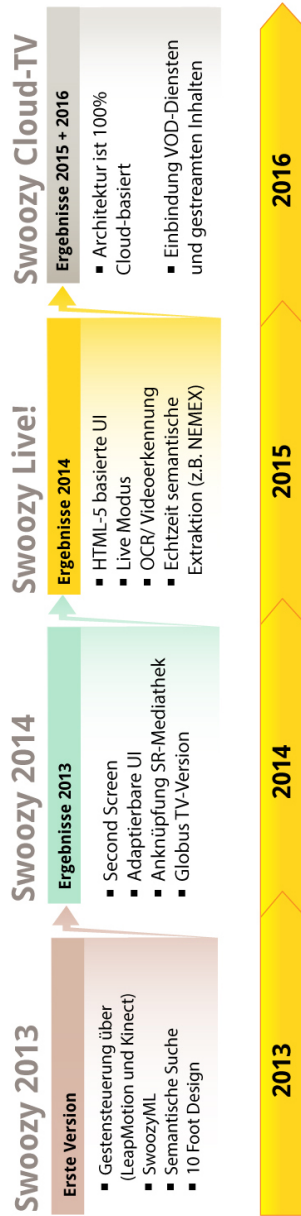 Swoozy 2013
Erste Version
▪ Gestensteuerung über
(LeapMotion und Kinect)
▪ SwoozyML
▪ Semantische Suche
▪ 10 Foot Design
Swoozy 2014
Ergebnisse 2013
▪ Second Screen
▪ Adaptierbare UI
▪ Anknüpfung SR-Mediathek
▪ Globus TV-Version
Swoozy Live!
Ergebnisse 2014
▪ HTML-5 basierte UI
▪ Live Modus
▪ OCR/ Videoerkennung
▪ Echtzeit semantische
Extraktion (z.B. NEMEX)
Swoozy Cloud-TV
Ergebnisse 2015 + 2016
▪ Architektur ist 100%
Cloud-basiert
▪ Einbindung VOD-Diensten
und gestreamten Inhalten
2013
2014
2015
2016